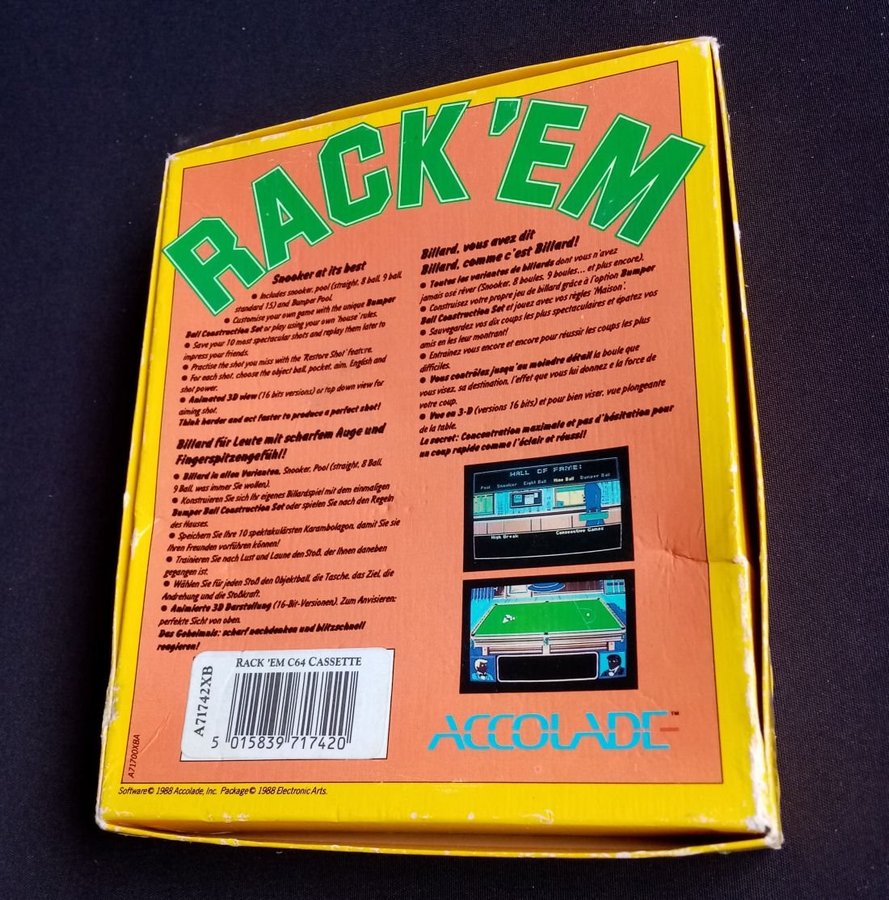 RACK 'EM
Snooker at its best
• Includes snooker, pool (straight, 8 ball, 9 ball,
standard 15) and Bumper Pool.
• Customise your own game with the unique Bumper
Ball Construction Set or play using your own 'house' rules.
• Save your 10 most spectacular shots and replay them later to
impress your friends.
• Practise the shot you miss with the 'Restore Shot' feature.
• For each shot, choose the object ball, pocket, aim, English and
shot power.
• Animated 3D view (16 bit versions) or top down view for
aiming shot.
Think harder and act faster to produce a perfect shot!
Billard für Leute mit scharfem Auge und
Fingerspitzengefühl!
• Billard in allen Varianten. Snooker, Pool (straight, 8 Ball,
9 Ball, was immer Sie wollen).
• Konstruieren Sie sich Ihr eigenes Billardspiel mit dem einmaligen
Bumper Ball Construction Set oder spielen Sie nach den Regeln
des Hauses.
• Speichern Sie Ihre 10 spektakulärsten Karambolagen, damit Sie sie
Ihren Freunden vorführen können!
• Trainieren Sie nach Lust und Laune den Stoß, der Ihnen daneben
gegangen ist.
• Wählen Sie für jeden Stoß den Objektball, die Tasche, das Ziel, die
Andrehung und die Stoßkraft.
• Animierte 3D Darstellung (16-Bit-Versionen). Zum Anvisieren:
perfekte Sicht von oben.
Das Geheimnis: scharf nachdenken und blitzschnell
reagieren!
Billard, vous avez dit
Billard, comme c'est Billard!
• Toutes les variantes de billards dont vous n'avez
jamais osé rêver (Snooker, 8 boules, 9 boules... et plus encore).
• Construisez votre propre jeu de billard grâce à l'option Bumper
Ball Construction Set et jouez avec vos règles 'Maison'.
• Sauvegardez vos dix coups les plus spectaculaires et épatez vos
amis en les leur montrant!
• Entrainez vous encore et encore pour réussir les coups les plus
difficiles.
• Vous contrôlez jusqu'au moindre détail la boule que
vous visez, sa destination, l'effet que vous lui donnez e la force de
votre coup.
• Vue en 3-D (versions 16 bits) et pour bien viser, vue plongeante
de la table.
Le secret: Concentration maximale et pas d'hésitation pour
un coup rapide comme l'éclair et réussi!!
HALL OF FAME:
Pool Snooker Eight Ball Nine Ball Bumper Ball
High Break Consecutive Games
ACCOLADE™
A71742XB
RACK 'EM C64 CASSETTE
5 015839 717420
A71700XBA
Software © 1988 Accolade, Inc. Package © 1988 Electronic Arts.